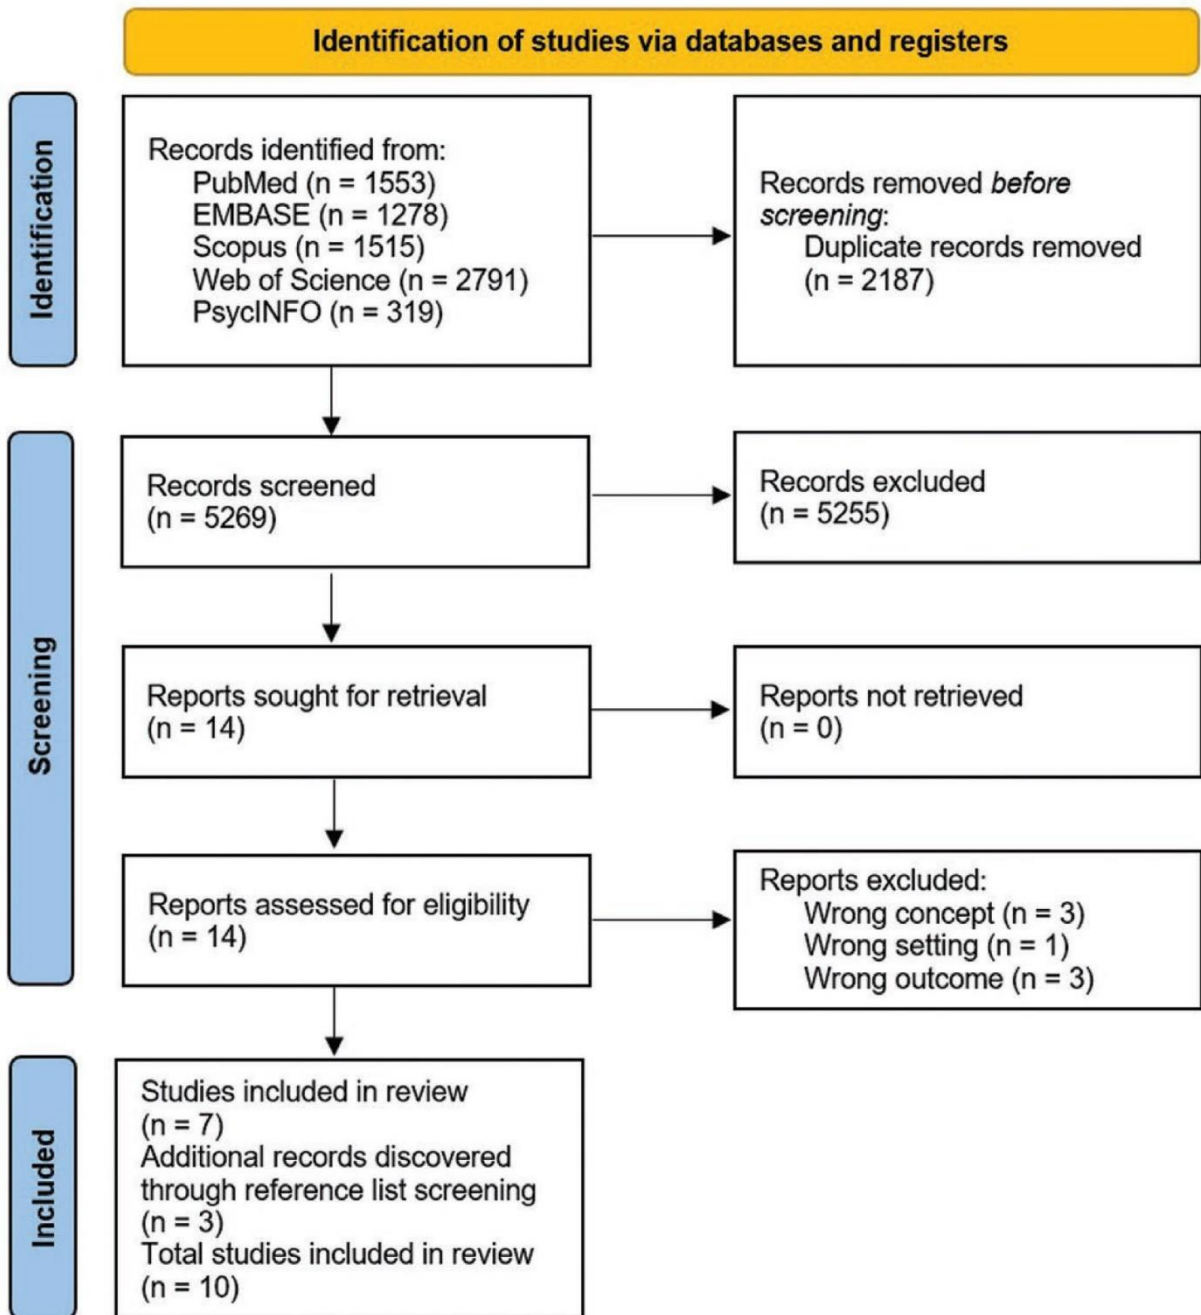 Identification of studies via databases and registers
Identification
Records identified from:
PubMed (n = 1553)
EMBASE (n = 1278)
Scopus (n = 1515)
Web of Science (n = 2791)
PsycINFO (n = 319)
Records removed before
screening:
Duplicate records removed
(n = 2187)
Screening
Records screened
(n = 5269)
Records excluded
(n = 5255)
Reports sought for retrieval
(n = 14)
Reports not retrieved
(n = 0)
Reports assessed for eligibility
(n = 14)
Reports excluded:
Wrong concept (n = 3)
Wrong setting (n = 1)
Wrong outcome (n = 3)
Included
Studies included in review
(n = 7)
Additional records discovered
through reference list screening
(n = 3)
Total studies included in review
(n = 10)